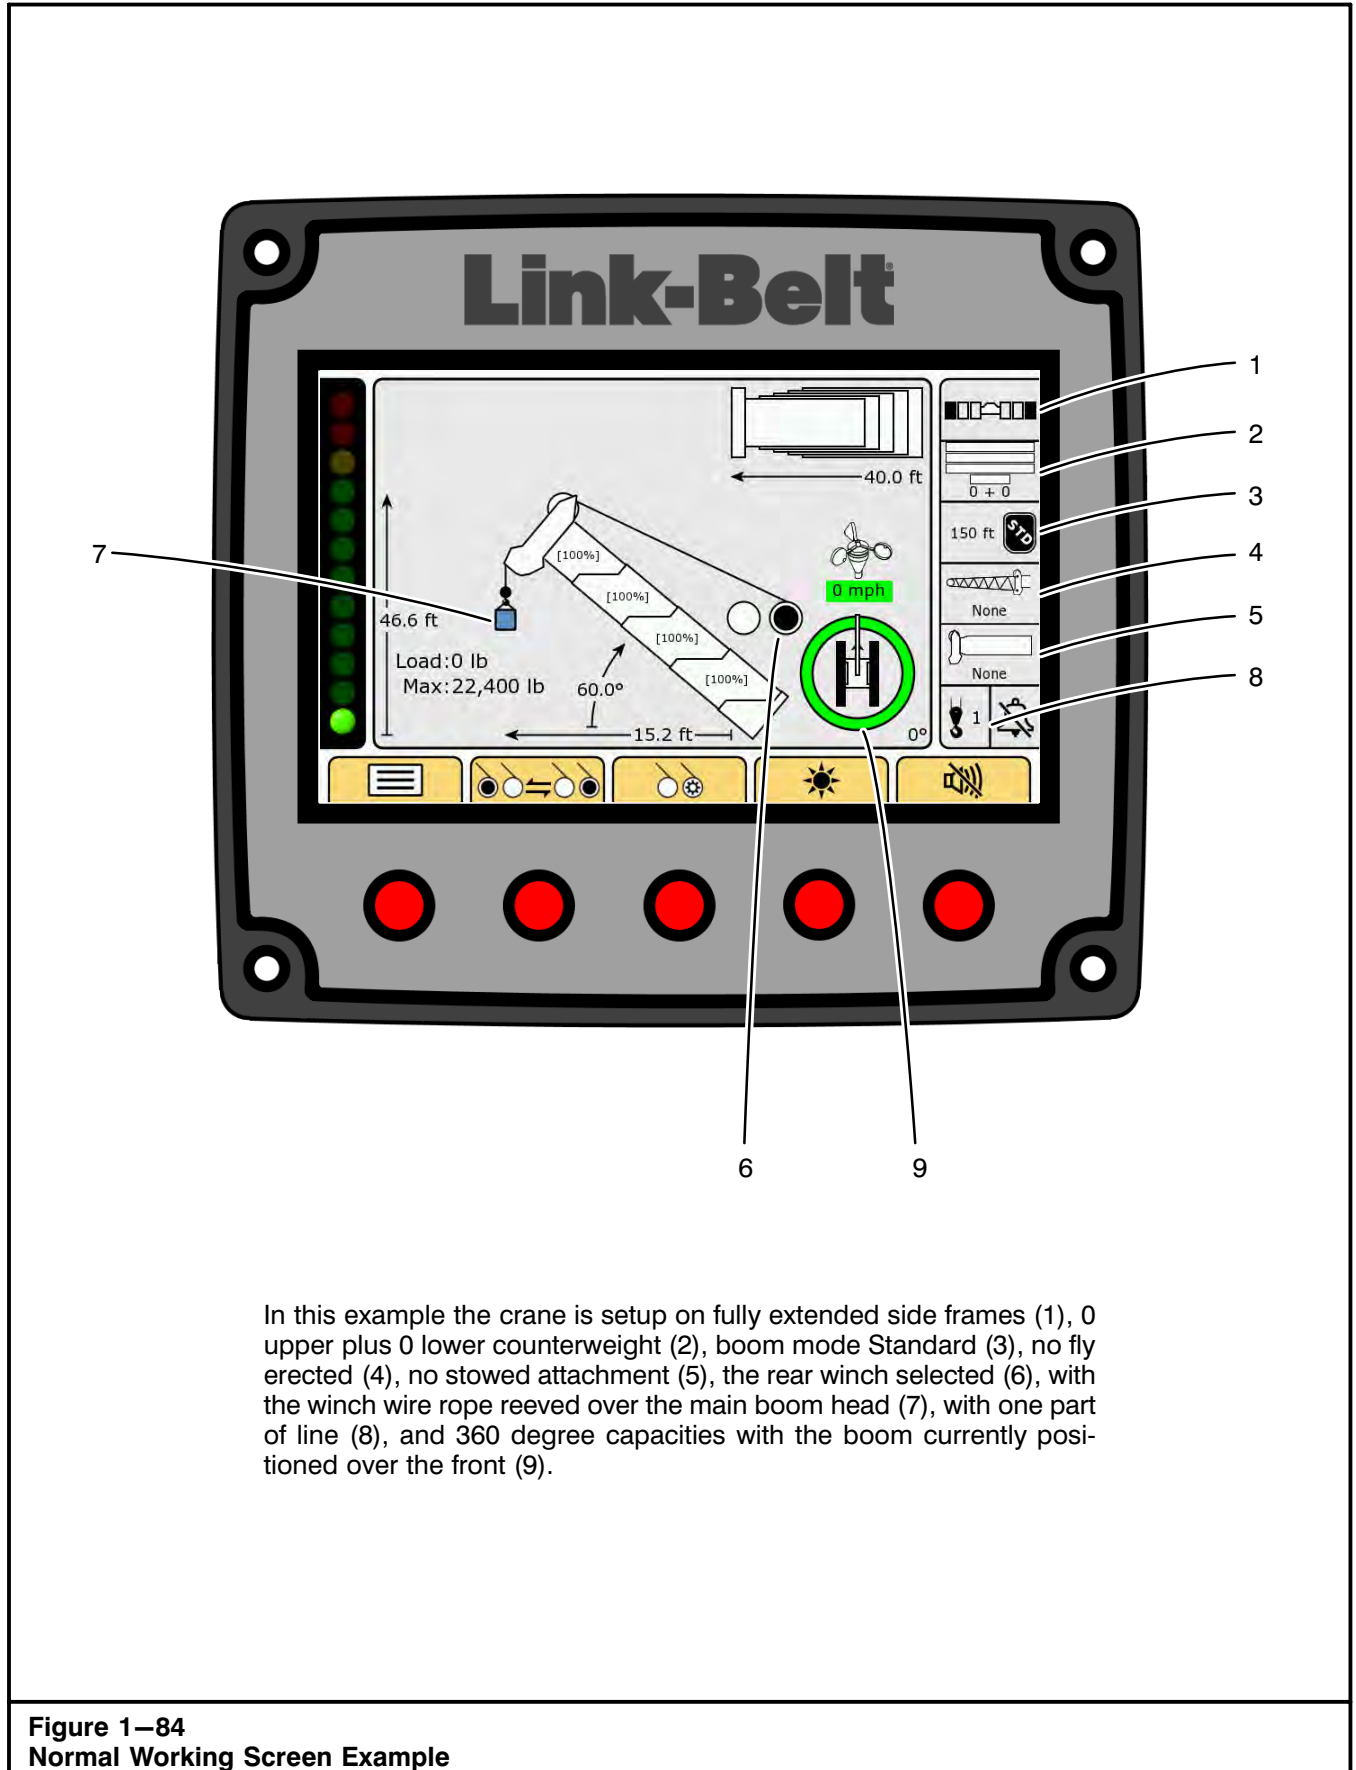 Link-Belt®
40.0 ft
0 + 0
150 ft STD
None
None
1
[100%]
[100%]
[100%]
[100%]
0 mph
46.6 ft
Load:0 lb
Max:22,400 lb
60.0°
15.2 ft
0°
1
2
3
4
5
8
7
6
9
In this example the crane is setup on fully extended side frames (1), 0
upper plus 0 lower counterweight (2), boom mode Standard (3), no fly
erected (4), no stowed attachment (5), the rear winch selected (6), with
the winch wire rope reeved over the main boom head (7), with one part
of line (8), and 360 degree capacities with the boom currently posi-
tioned over the front (9).
Figure 1—84
Normal Working Screen Example